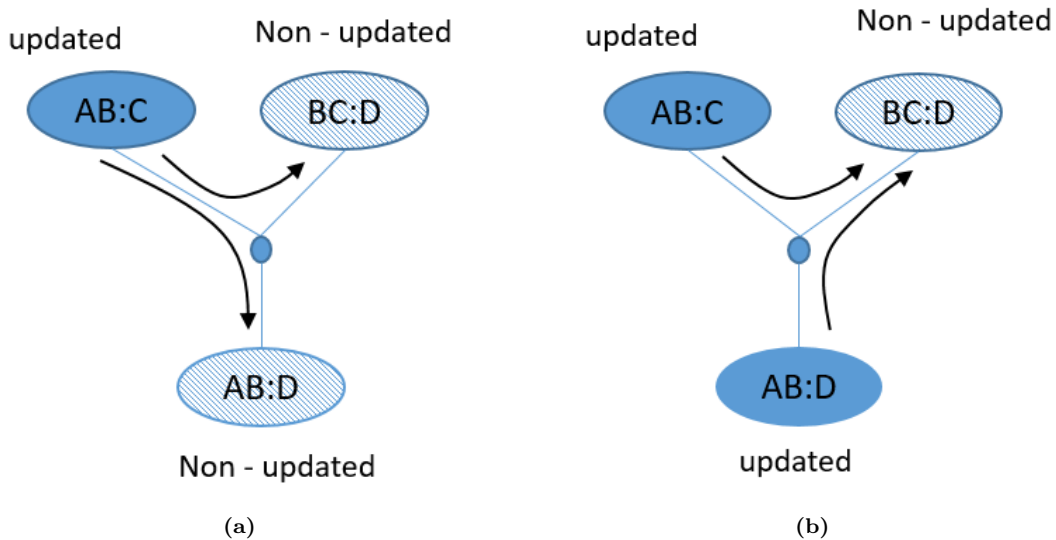 updated
Non - updated
AB:C
BC:D
AB:D
Non - updated
(a)
updated
Non - updated
AB:C
BC:D
AB:D
updated
(b)